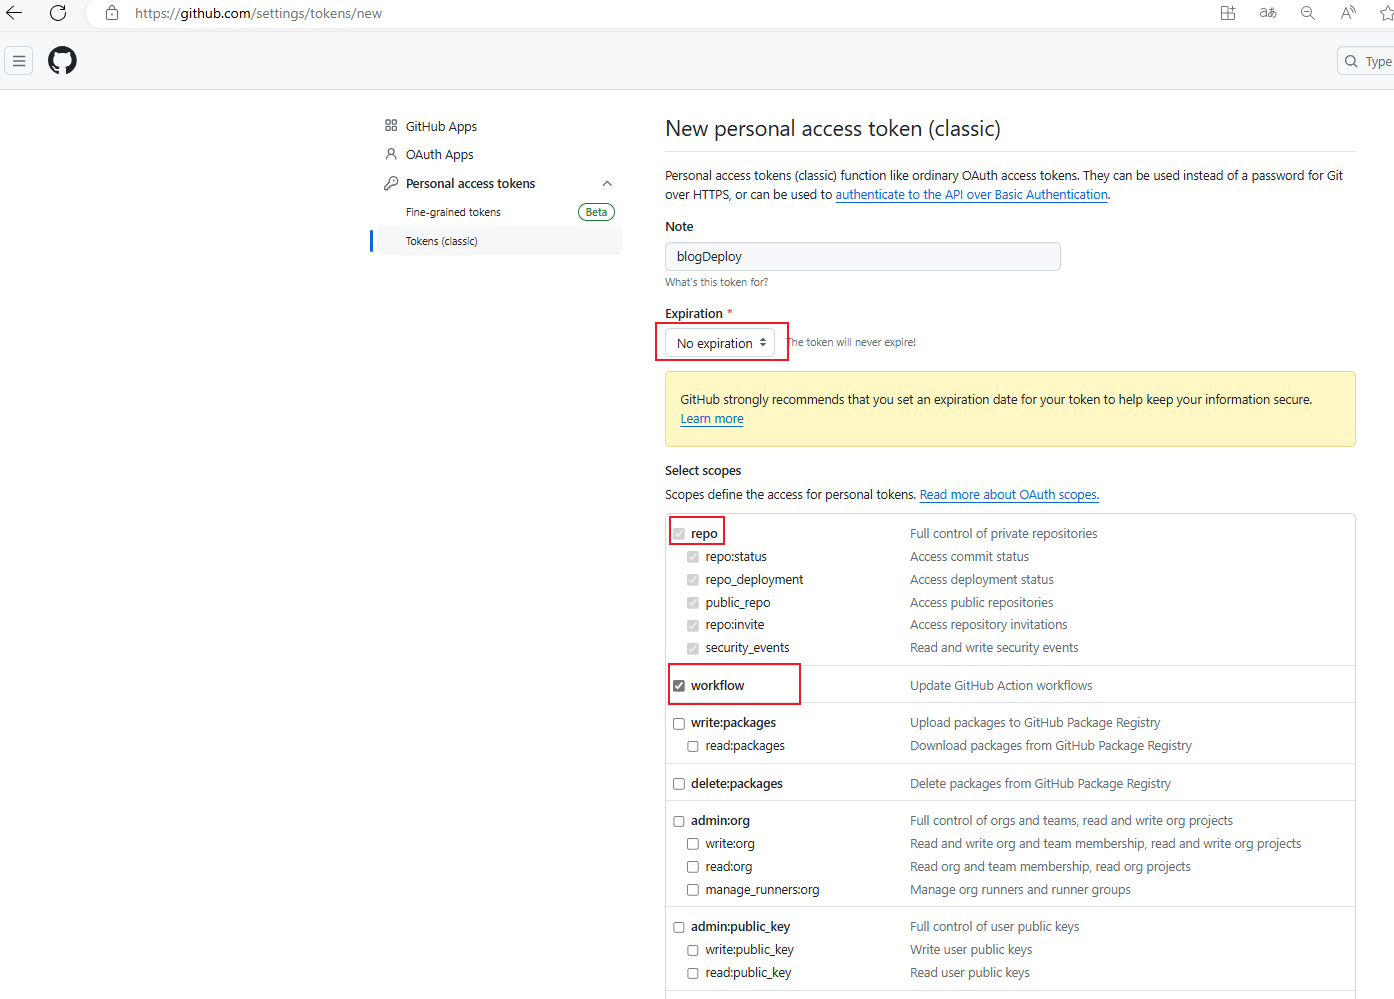 https://github.com/settings/tokens/new
Type
GitHub Apps
OAuth Apps
Personal access tokens
Fine-grained tokens Beta
Tokens (classic)
New personal access token (classic)
Personal access tokens (classic) function like ordinary OAuth access tokens. They can be used instead of a password for Git
over HTTPS, or can be used to authenticate to the API over Basic Authentication.
Note
blogDeploy
What's this token for?
Expiration *
No expiration The token will never expire!
GitHub strongly recommends that you set an expiration date for your token to help keep your information secure.
Learn more
Select scopes
Scopes define the access for personal tokens. Read more about OAuth scopes.
repo Full control of private repositories
repo:status Access commit status
repo_deployment Access deployment status
public_repo Access public repositories
repo:invite Access repository invitations
security_events Read and write security events
workflow Update GitHub Action workflows
write:packages Upload packages to GitHub Package Registry
read:packages Download packages from GitHub Package Registry
delete:packages Delete packages from GitHub Package Registry
admin:org Full control of orgs and teams, read and write org projects
write:org Read and write org and team membership, read and write org projects
read:org Read org and team membership, read org projects
manage_runners:org Manage org runners and runner groups
admin:public_key Full control of user public keys
write:public_key Write user public keys
read:public_key Read user public keys